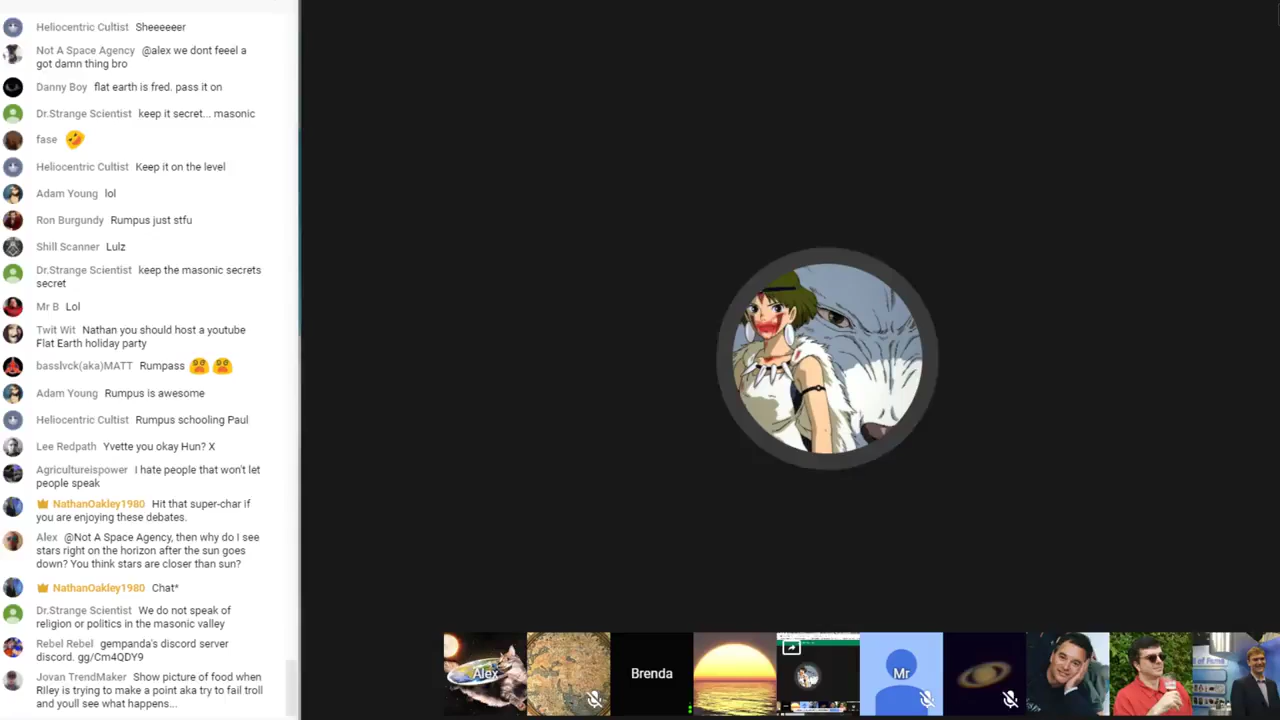 Heliocentric Cultist Sheeeeeer
Not A Space Agency @alex we dont feeel a
got damn thing bro
Danny Boy flat earth is fred. pass it on
Dr.Strange Scientist keep it secret... masonic
fase
Heliocentric Cultist Keep it on the level
Adam Young lol
Ron Burgundy Rumpus just stfu
Shill Scanner Lulz
Dr.Strange Scientist keep the masonic secrets
secret
Mr B Lol
Twit Wit Nathan you should host a youtube
Flat Earth holiday party
basslvck(aka)MATT Rumpass
Adam Young Rumpus is awesome
Heliocentric Cultist Rumpus schooling Paul
Lee Redpath Yvette you okay Hun? X
Agricultureispower I hate people that won't let
people speak
NathanOakley1980 Hit that super-char if
you are enjoying these debates.
Alex @Not A Space Agency, then why do I see
stars right on the horizon after the sun goes
down? You think stars are closer than sun?
NathanOakley1980 Chat*
Dr.Strange Scientist We do not speak of
religion or politics in the masonic valley
Rebel Rebel gempanda's discord server
discord. gg/Cm4QDY9
Jovan TrendMaker Show picture of food when
RIley is trying to make a point aka try to fail troll
and youll see what happens...
Alex
Brenda
Mr